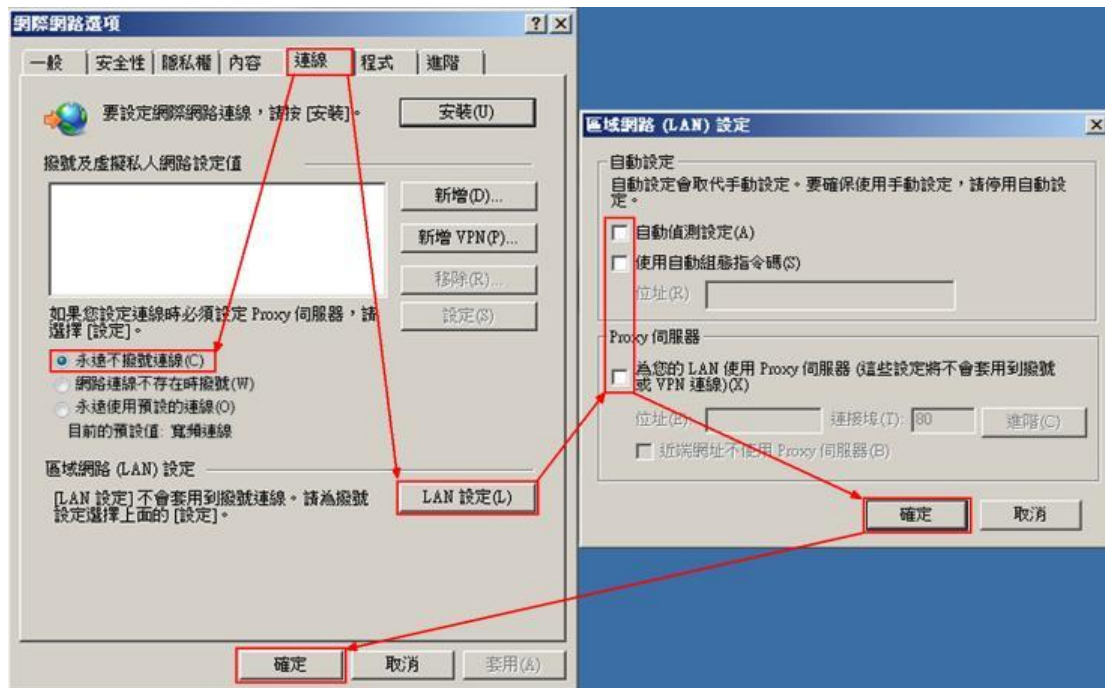 網際網路選項
一般 安全性 隱私權 內容 連線 程式 進階
要設定網際網路連線，請按 [安裝]。
安裝(U)
撥號及虛擬私人網路設定值
新增(D)...
新增 VPN(P)...
移除(R)...
設定(S)
如果您設定連線時必須設定 Proxy 伺服器，請
選擇 [設定]。
永遠不撥號連線(C)
網路連線不存在時撥號(W)
永遠使用預設的連線(O)
目前的預設值: 寬頻連線
區域網路 (LAN) 設定
[LAN 設定] 不會套用到撥號連線。請為撥號
設定選擇上面的 [設定]。
LAN 設定(L)
確定 取消 套用(A)
區域網路 (LAN) 設定
自動設定
自動設定會取代手動設定。要確保使用手動設定，請停用自動設
定。
自動偵測設定(A)
使用自動組態指令碼(S)
位址(R)
Proxy 伺服器
為您的 LAN 使用 Proxy 伺服器 (這些設定將不會套用到撥號
或 VPN 連線)(X)
位址(E): 連接埠(T): 80 進階(C)
近端網址不使用 Proxy 伺服器(B)
確定 取消